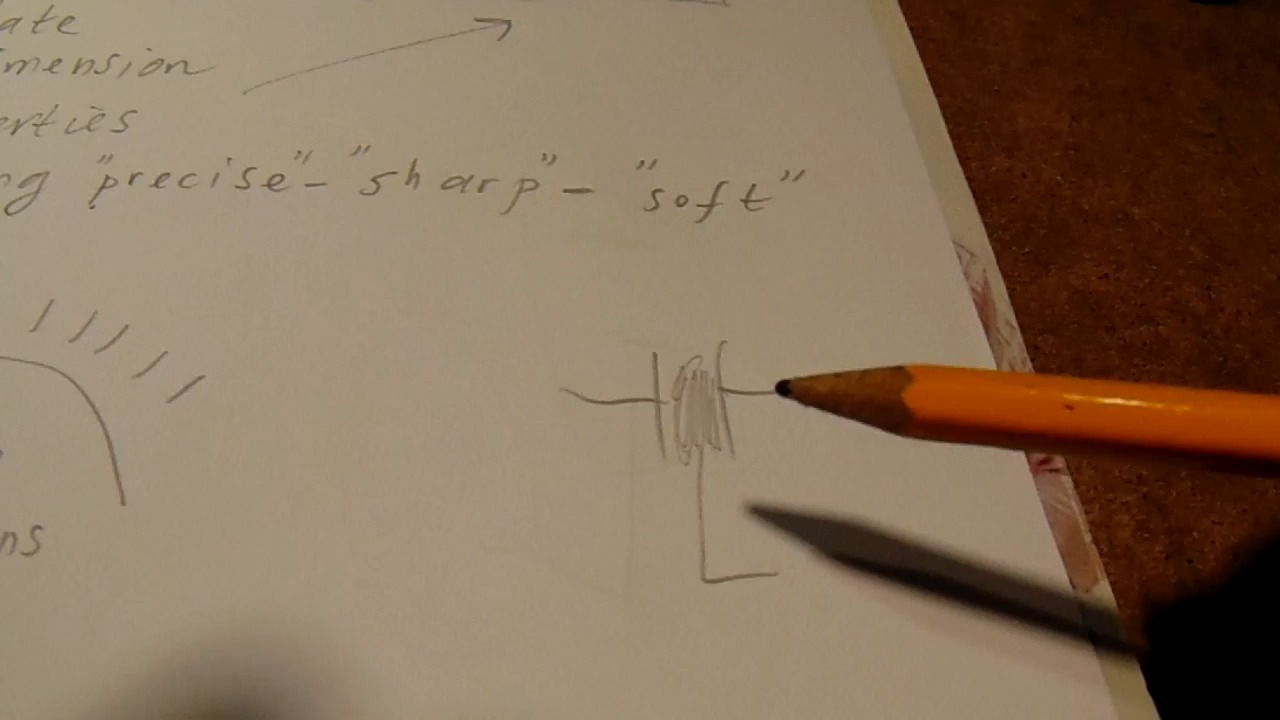 ate
mension
erties
ng "precise" - "sharp" - "soft"
ns